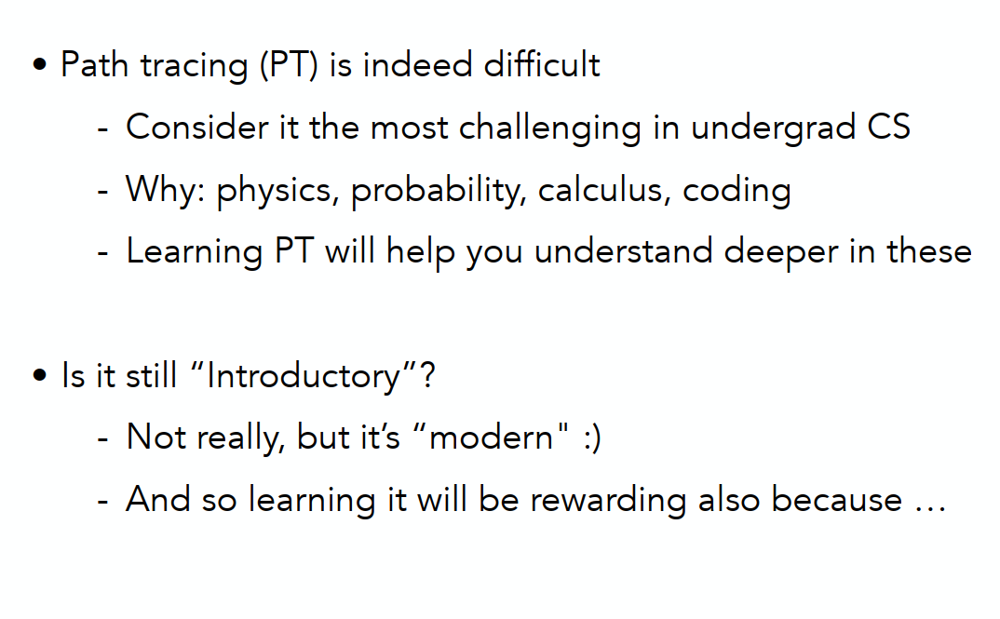 • Path tracing (PT) is indeed difficult
- Consider it the most challenging in undergrad CS
- Why: physics, probability, calculus, coding
- Learning PT will help you understand deeper in these
• Is it still “Introductory”?
- Not really, but it’s “modern" :)
- And so learning it will be rewarding also because …